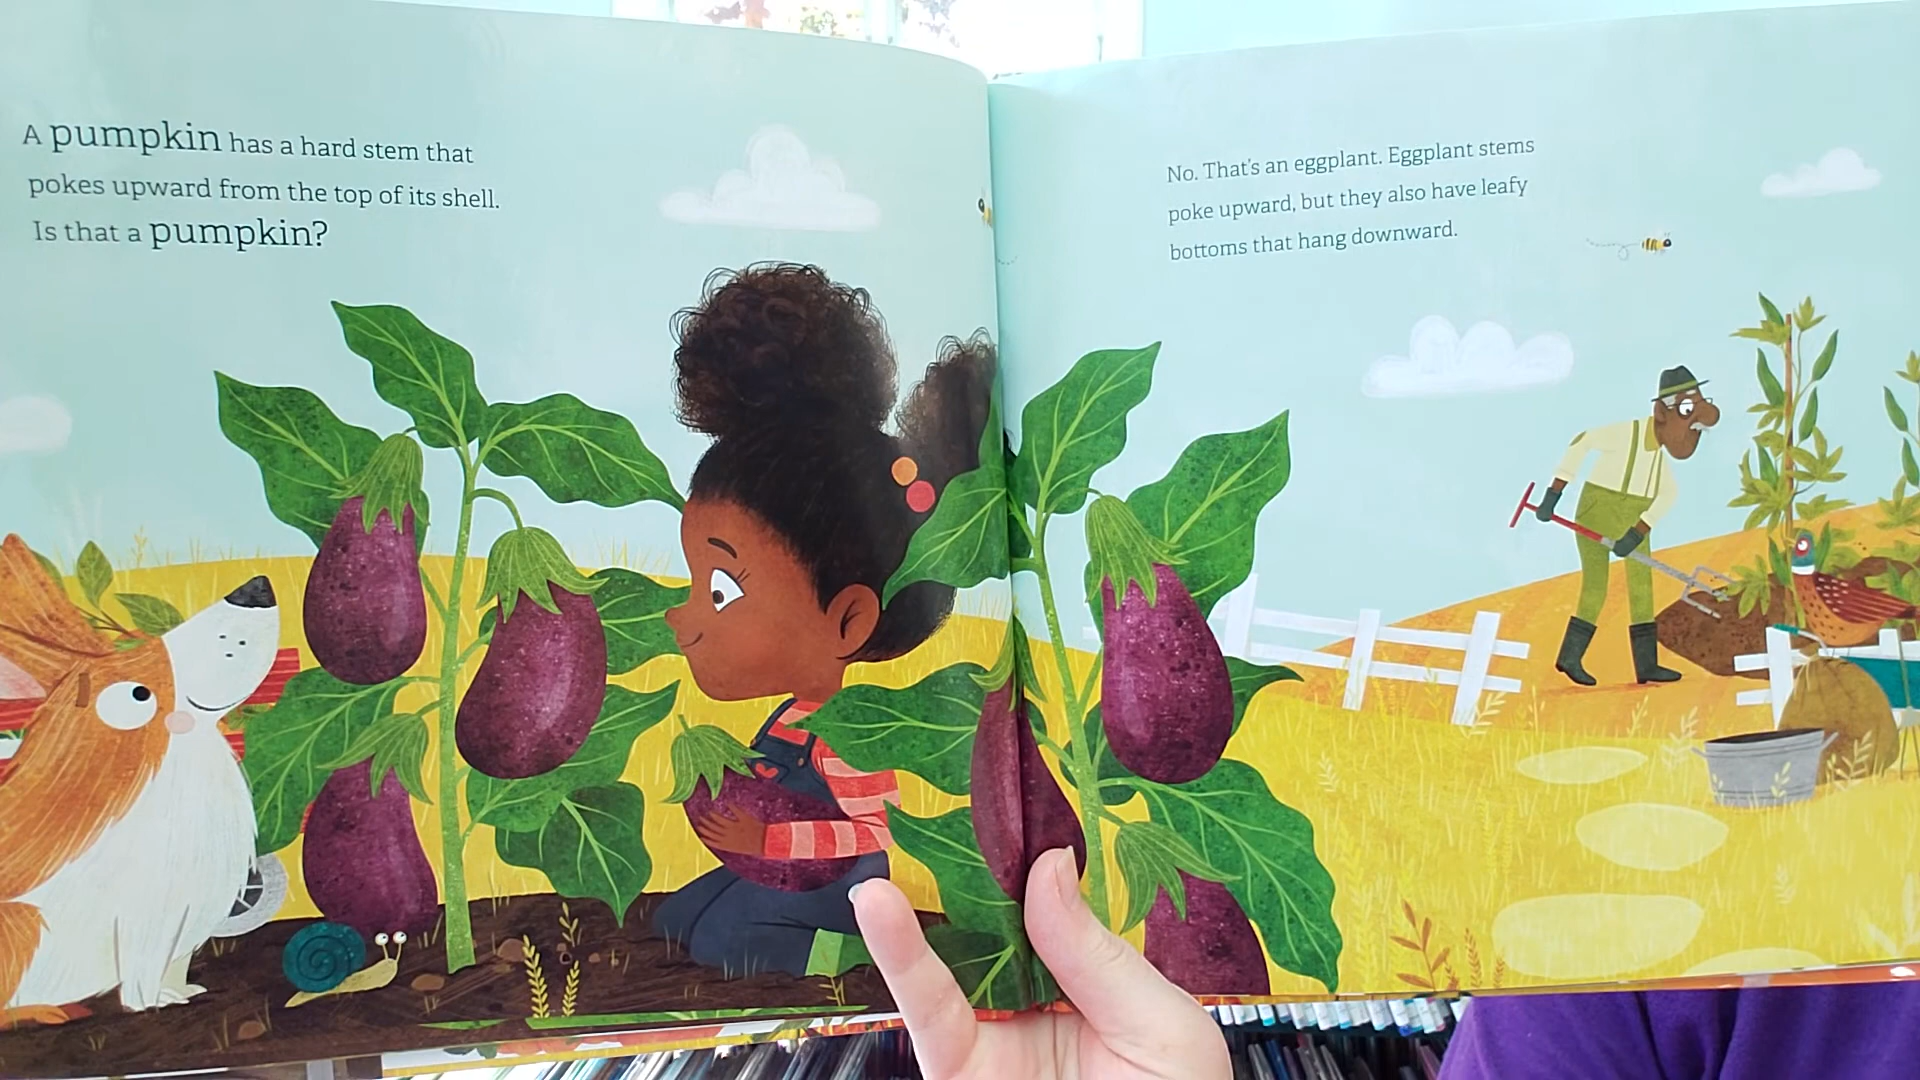 A pumpkin has a hard stem that
pokes upward from the top of its shell.
Is that a pumpkin?
No. That's an eggplant. Eggplant stems
poke upward, but they also have leafy
bottoms that hang downward.